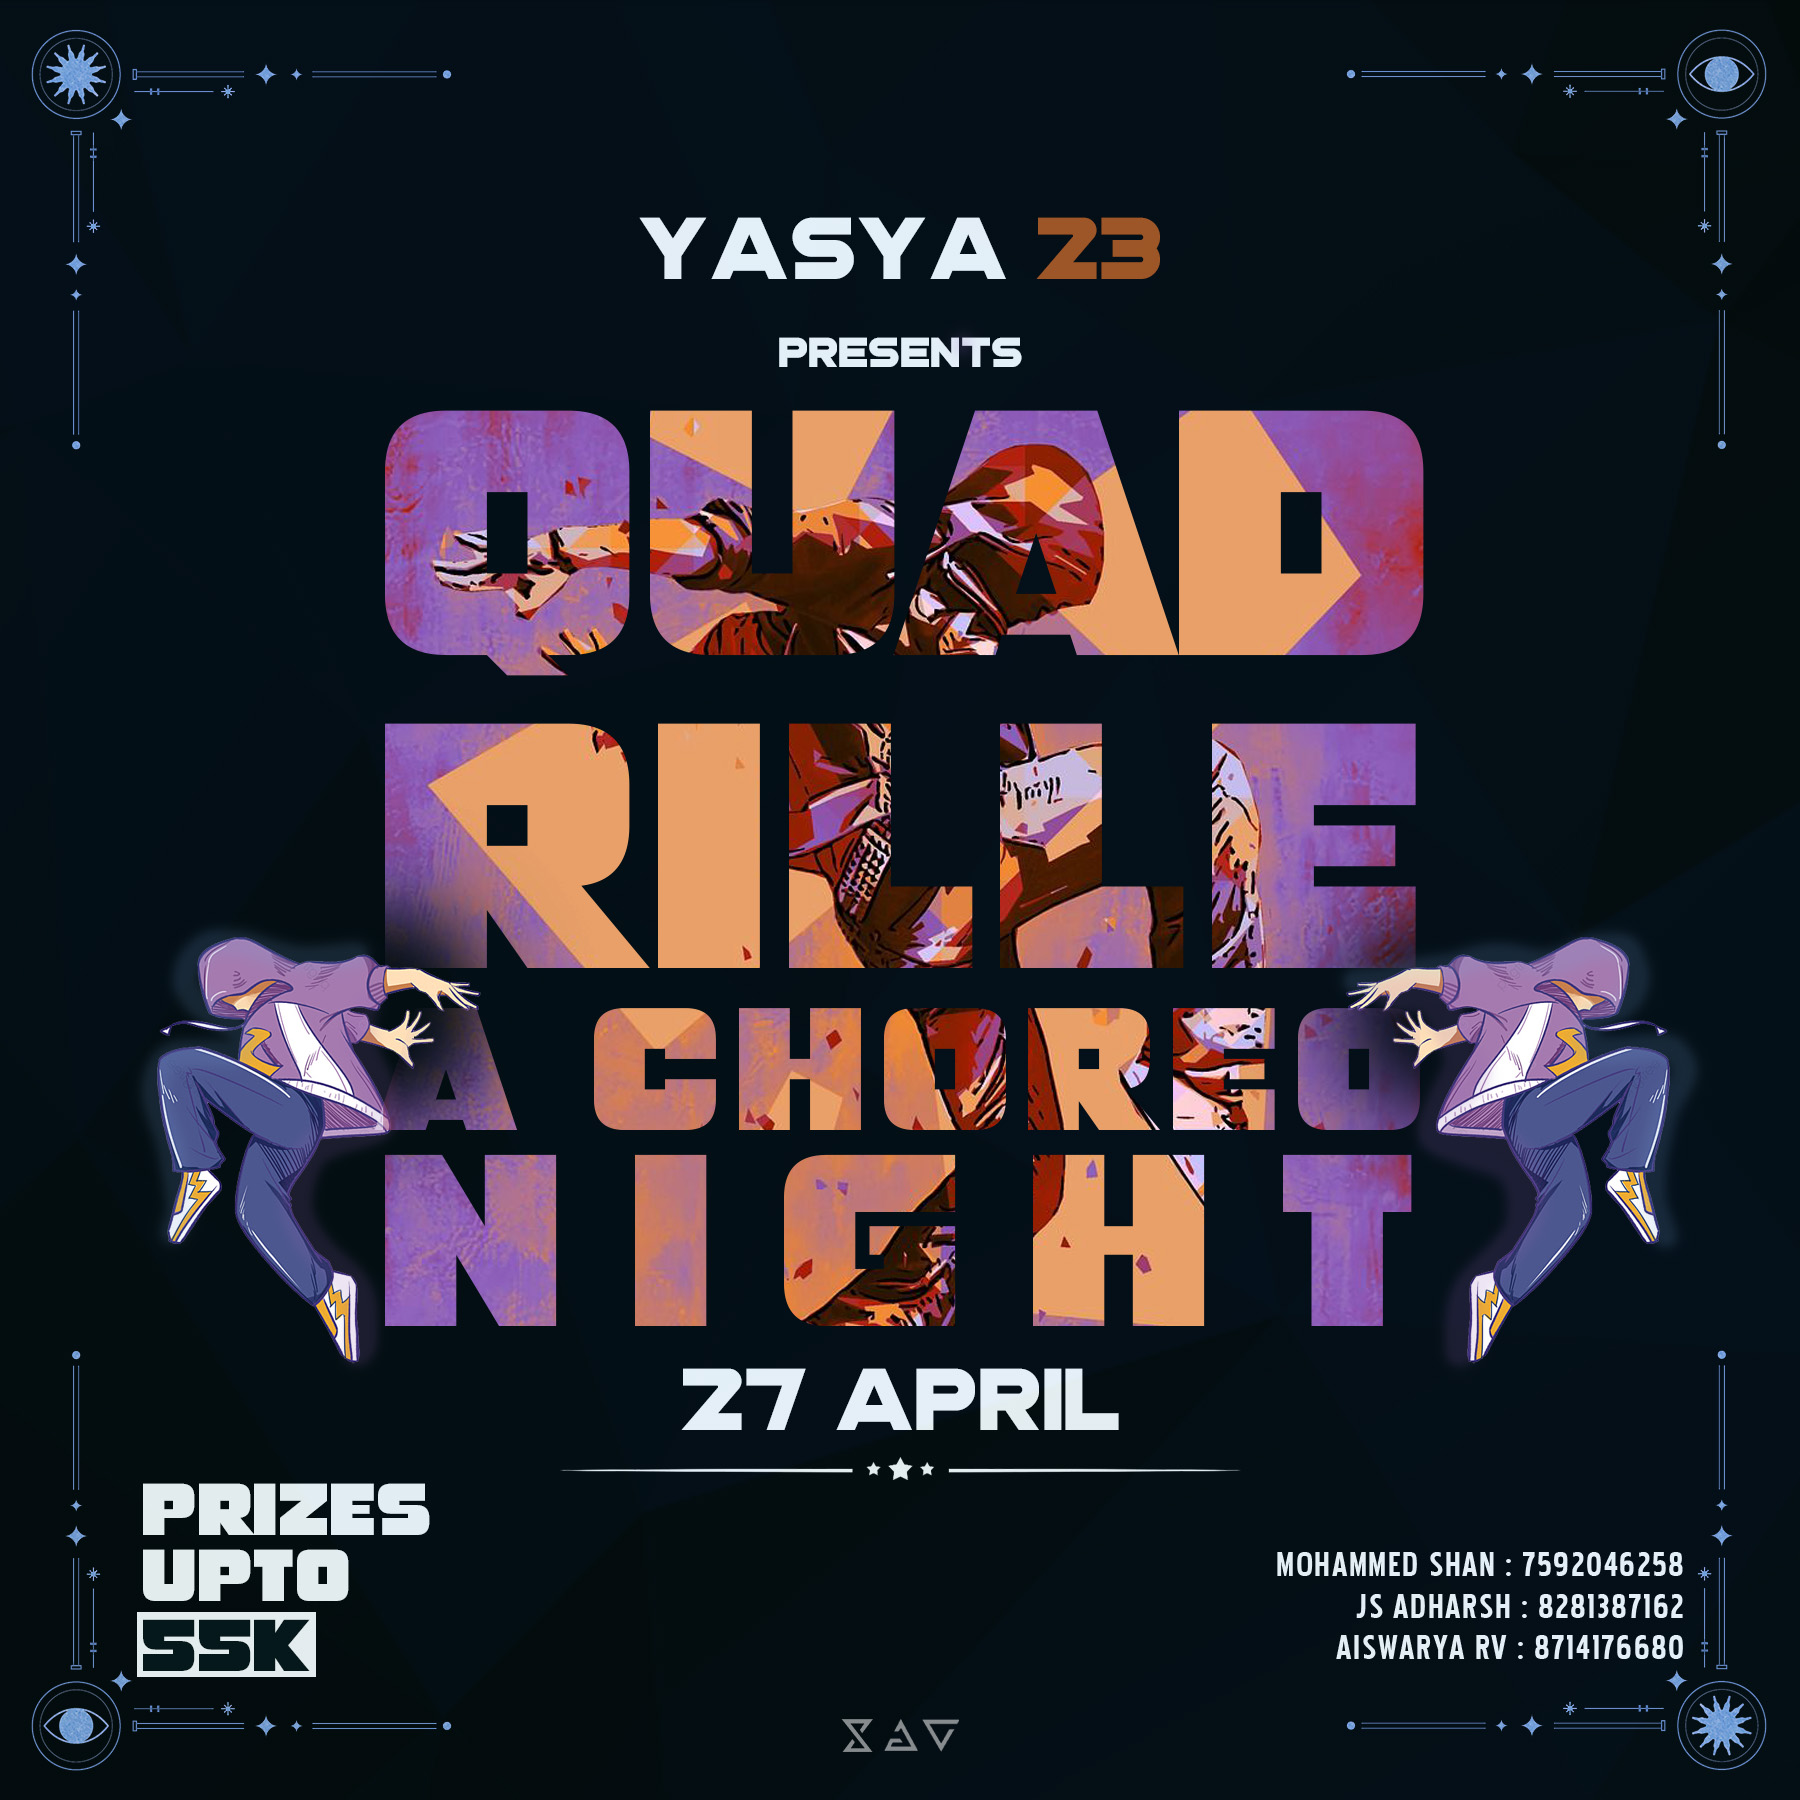 YASYA 23
PRESENTS
QUAD
RILLE
A CHOREO
NIGHT
27 APRIL
PRIZES
UPTO
55K
MOHAMMED SHAN : 7592046258
JS ADHARSH : 8281387162
AISWARYA RV : 8714176680